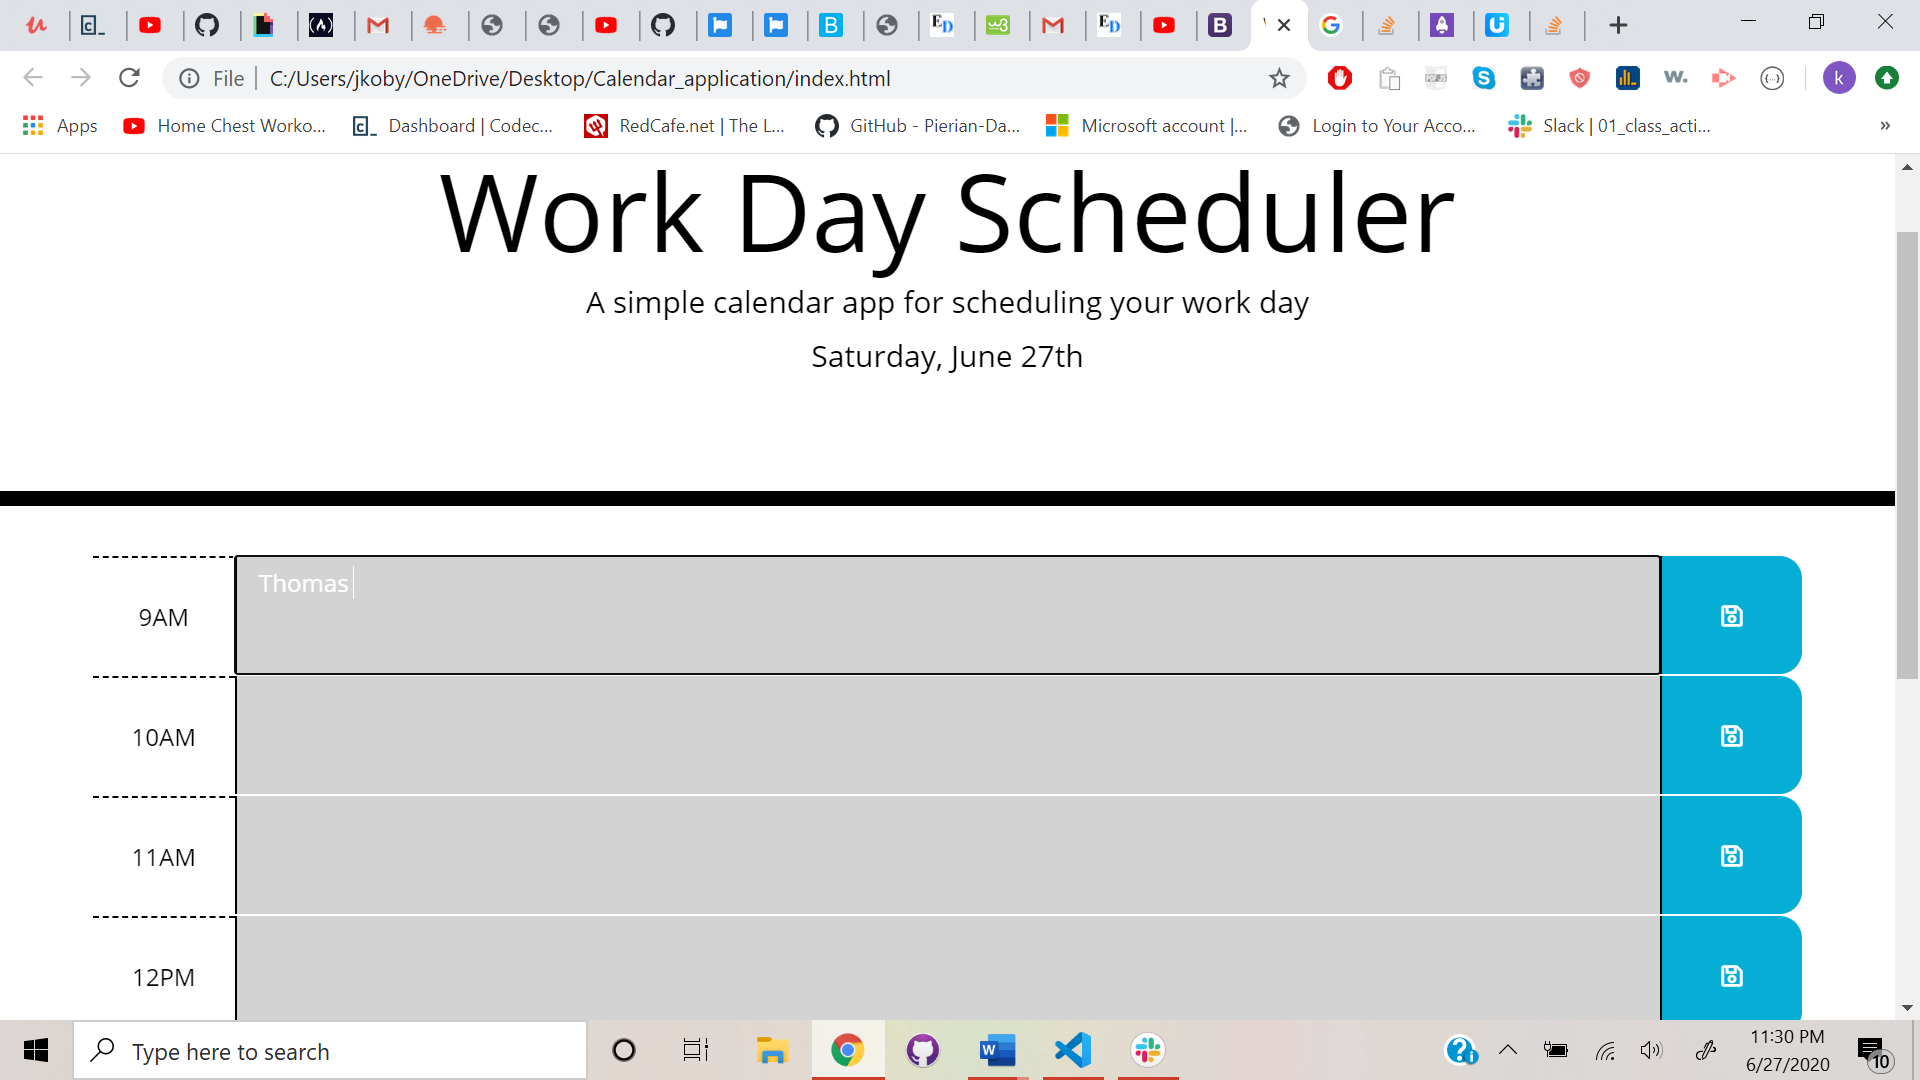 File C:/Users/jkoby/OneDrive/Desktop/Calendar_application/index.html
k
Apps Home Chest Worko... Dashboard | Codec... RedCafe.net | The L... GitHub - Pierian-Da... Microsoft account |... Login to Your Acco... Slack | 01_class_acti... »
Work Day Scheduler
A simple calendar app for scheduling your work day
Saturday, June 27th
9AM Thomas
10AM
11AM
12PM
Type here to search
11:30 PM
6/27/2020
10